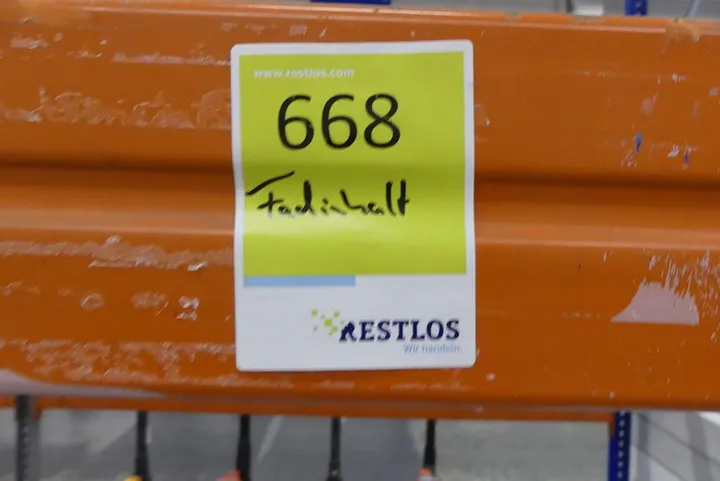 www.restlos.com
668
Fachinhalt
RESTLOS
Wir handeln.